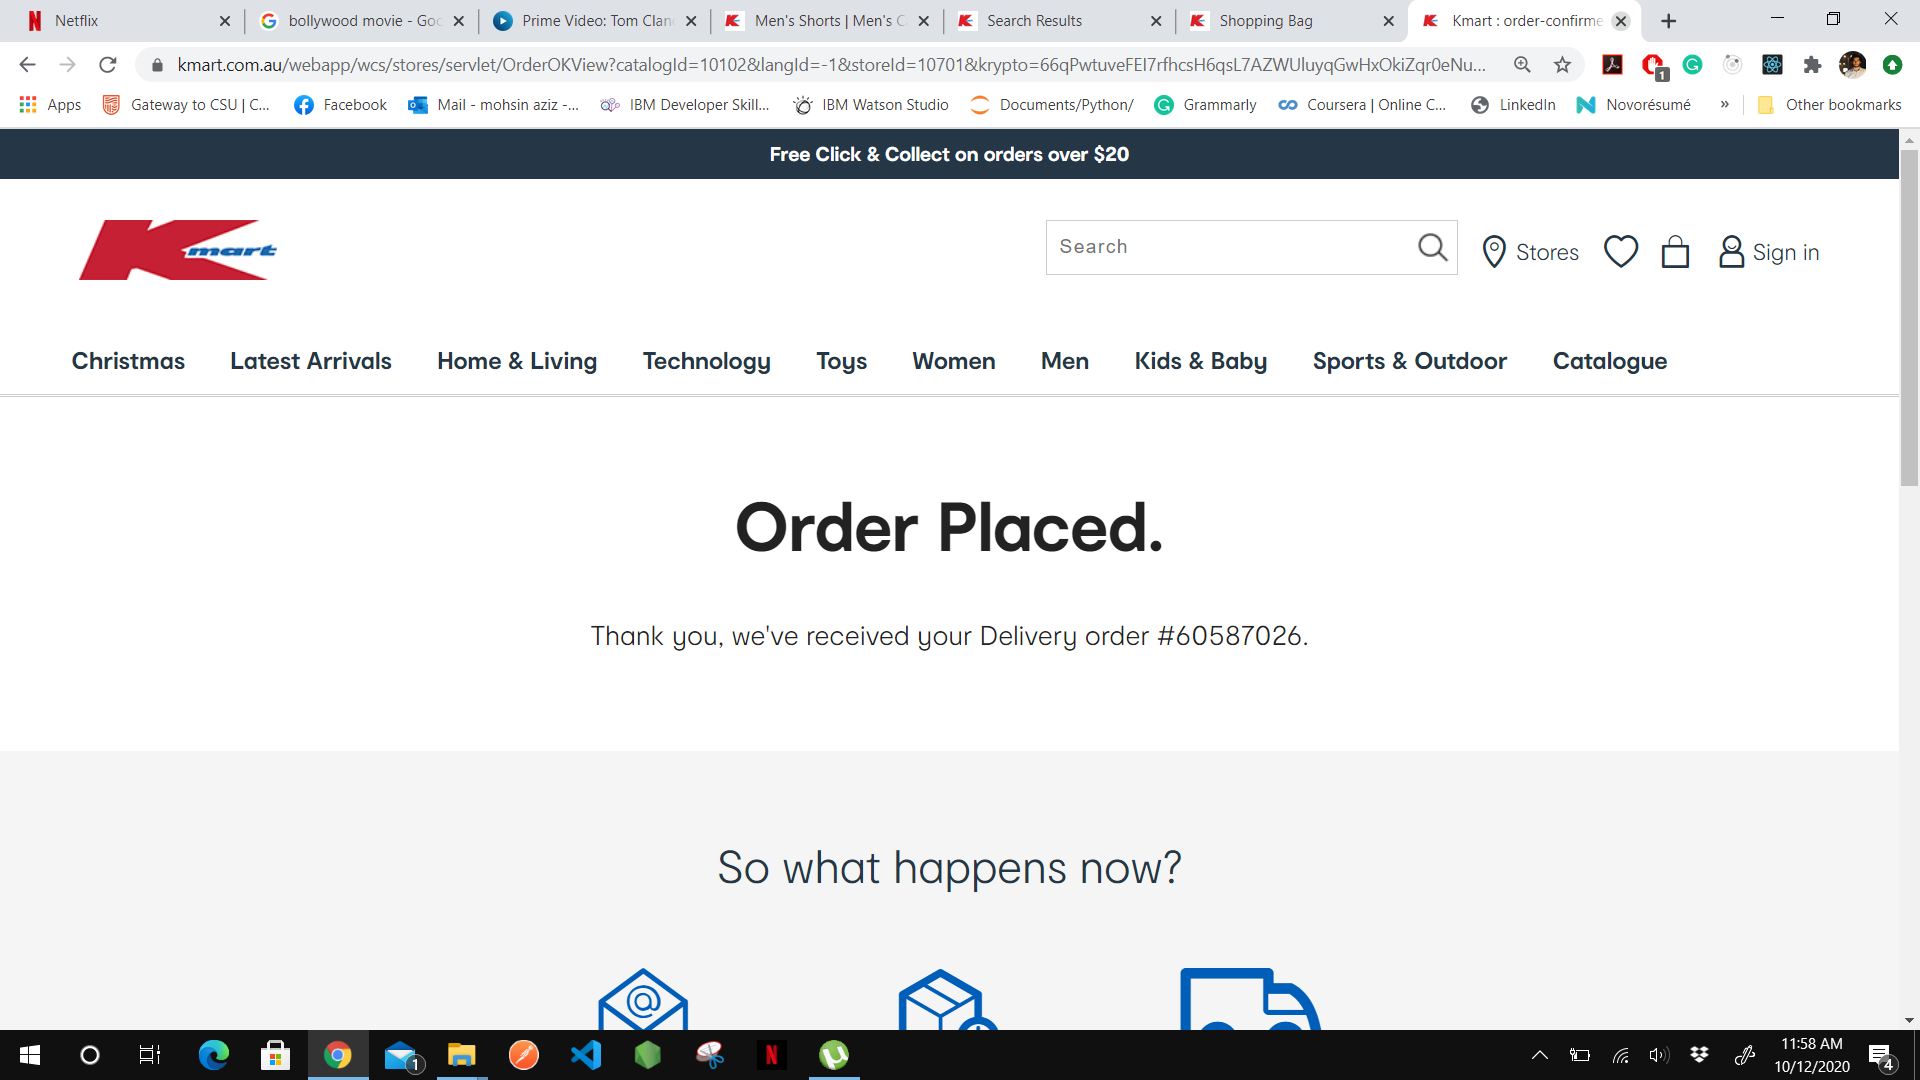 Netflix
bollywood movie - Goo
Prime Video: Tom Clan
Men's Shorts | Men's C
Search Results
Shopping Bag
Kmart : order-confirme
kmart.com.au/webapp/wcs/stores/servlet/OrderOKView?catalogId=10102&langId=-1&storeId=10701&krypto=66qPwtuveFEI7rfhcsH6qsL7AZWUluyqGwHxOkiZqr0eNu...
1
Apps
Gateway to CSU | C...
Facebook
Mail - mohsin aziz -...
IBM Developer Skill...
IBM Watson Studio
Documents/Python/
Grammarly
Coursera | Online C...
LinkedIn
Novorésumé
»
Other bookmarks
Free Click & Collect on orders over $20
Kmart
Search
Stores
Sign in
Christmas
Latest Arrivals
Home & Living
Technology
Toys
Women
Men
Kids & Baby
Sports & Outdoor
Catalogue
Order Placed.
Thank you, we've received your Delivery order #60587026.
So what happens now?
@
1
N
11:58 AM
10/12/2020
4